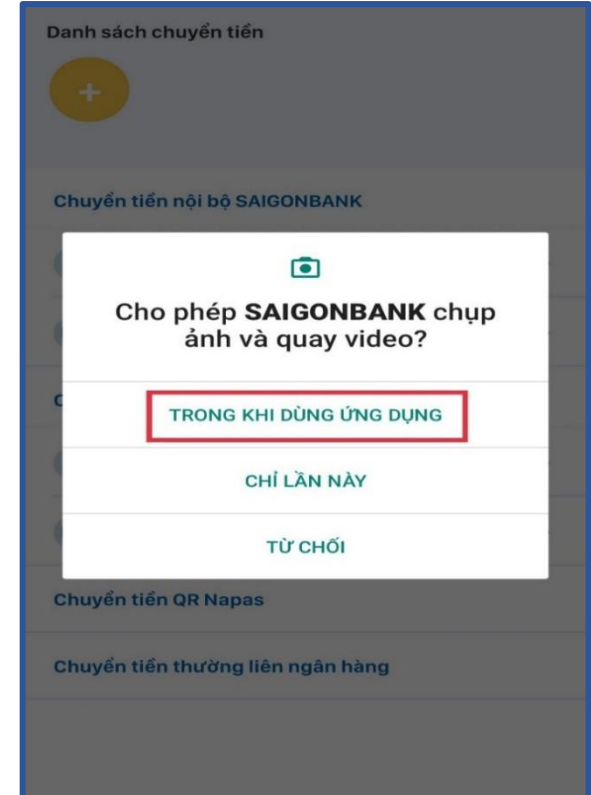 Danh sách chuyển tiền
+
Chuyển tiền nội bộ SAIGONBANK
Cho phép SAIGONBANK chụp
ảnh và quay video?
C
TRONG KHI DÙNG ỨNG DỤNG
CHỈ LẦN NÀY
TỪ CHỐI
Chuyển tiền QR Napas
Chuyển tiền thường liên ngân hàng